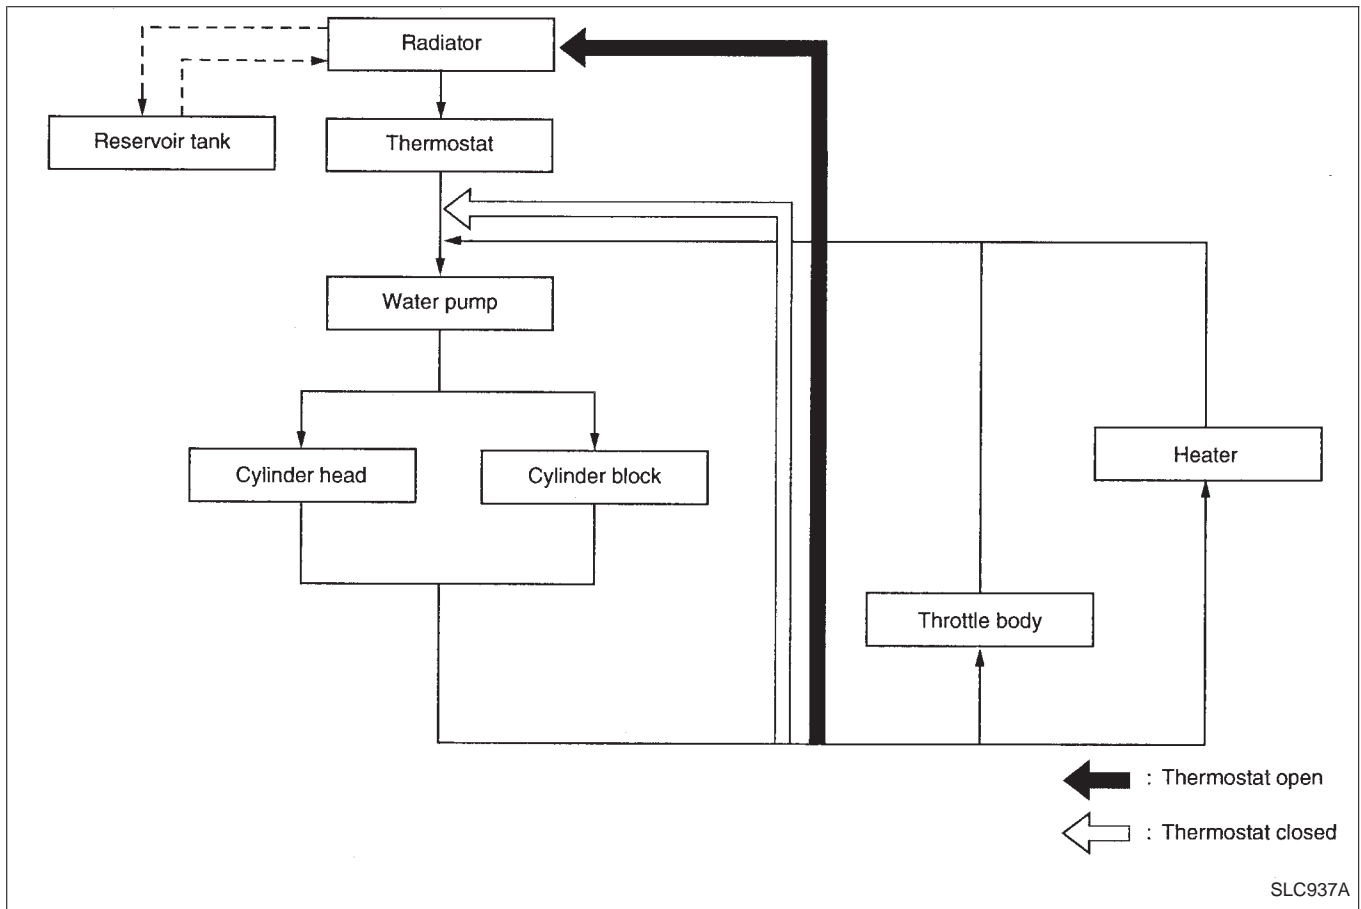 Radiator
Reservoir tank
Thermostat
Water pump
Cylinder head
Cylinder block
Heater
Throttle body
: Thermostat open
: Thermostat closed
SLC937A